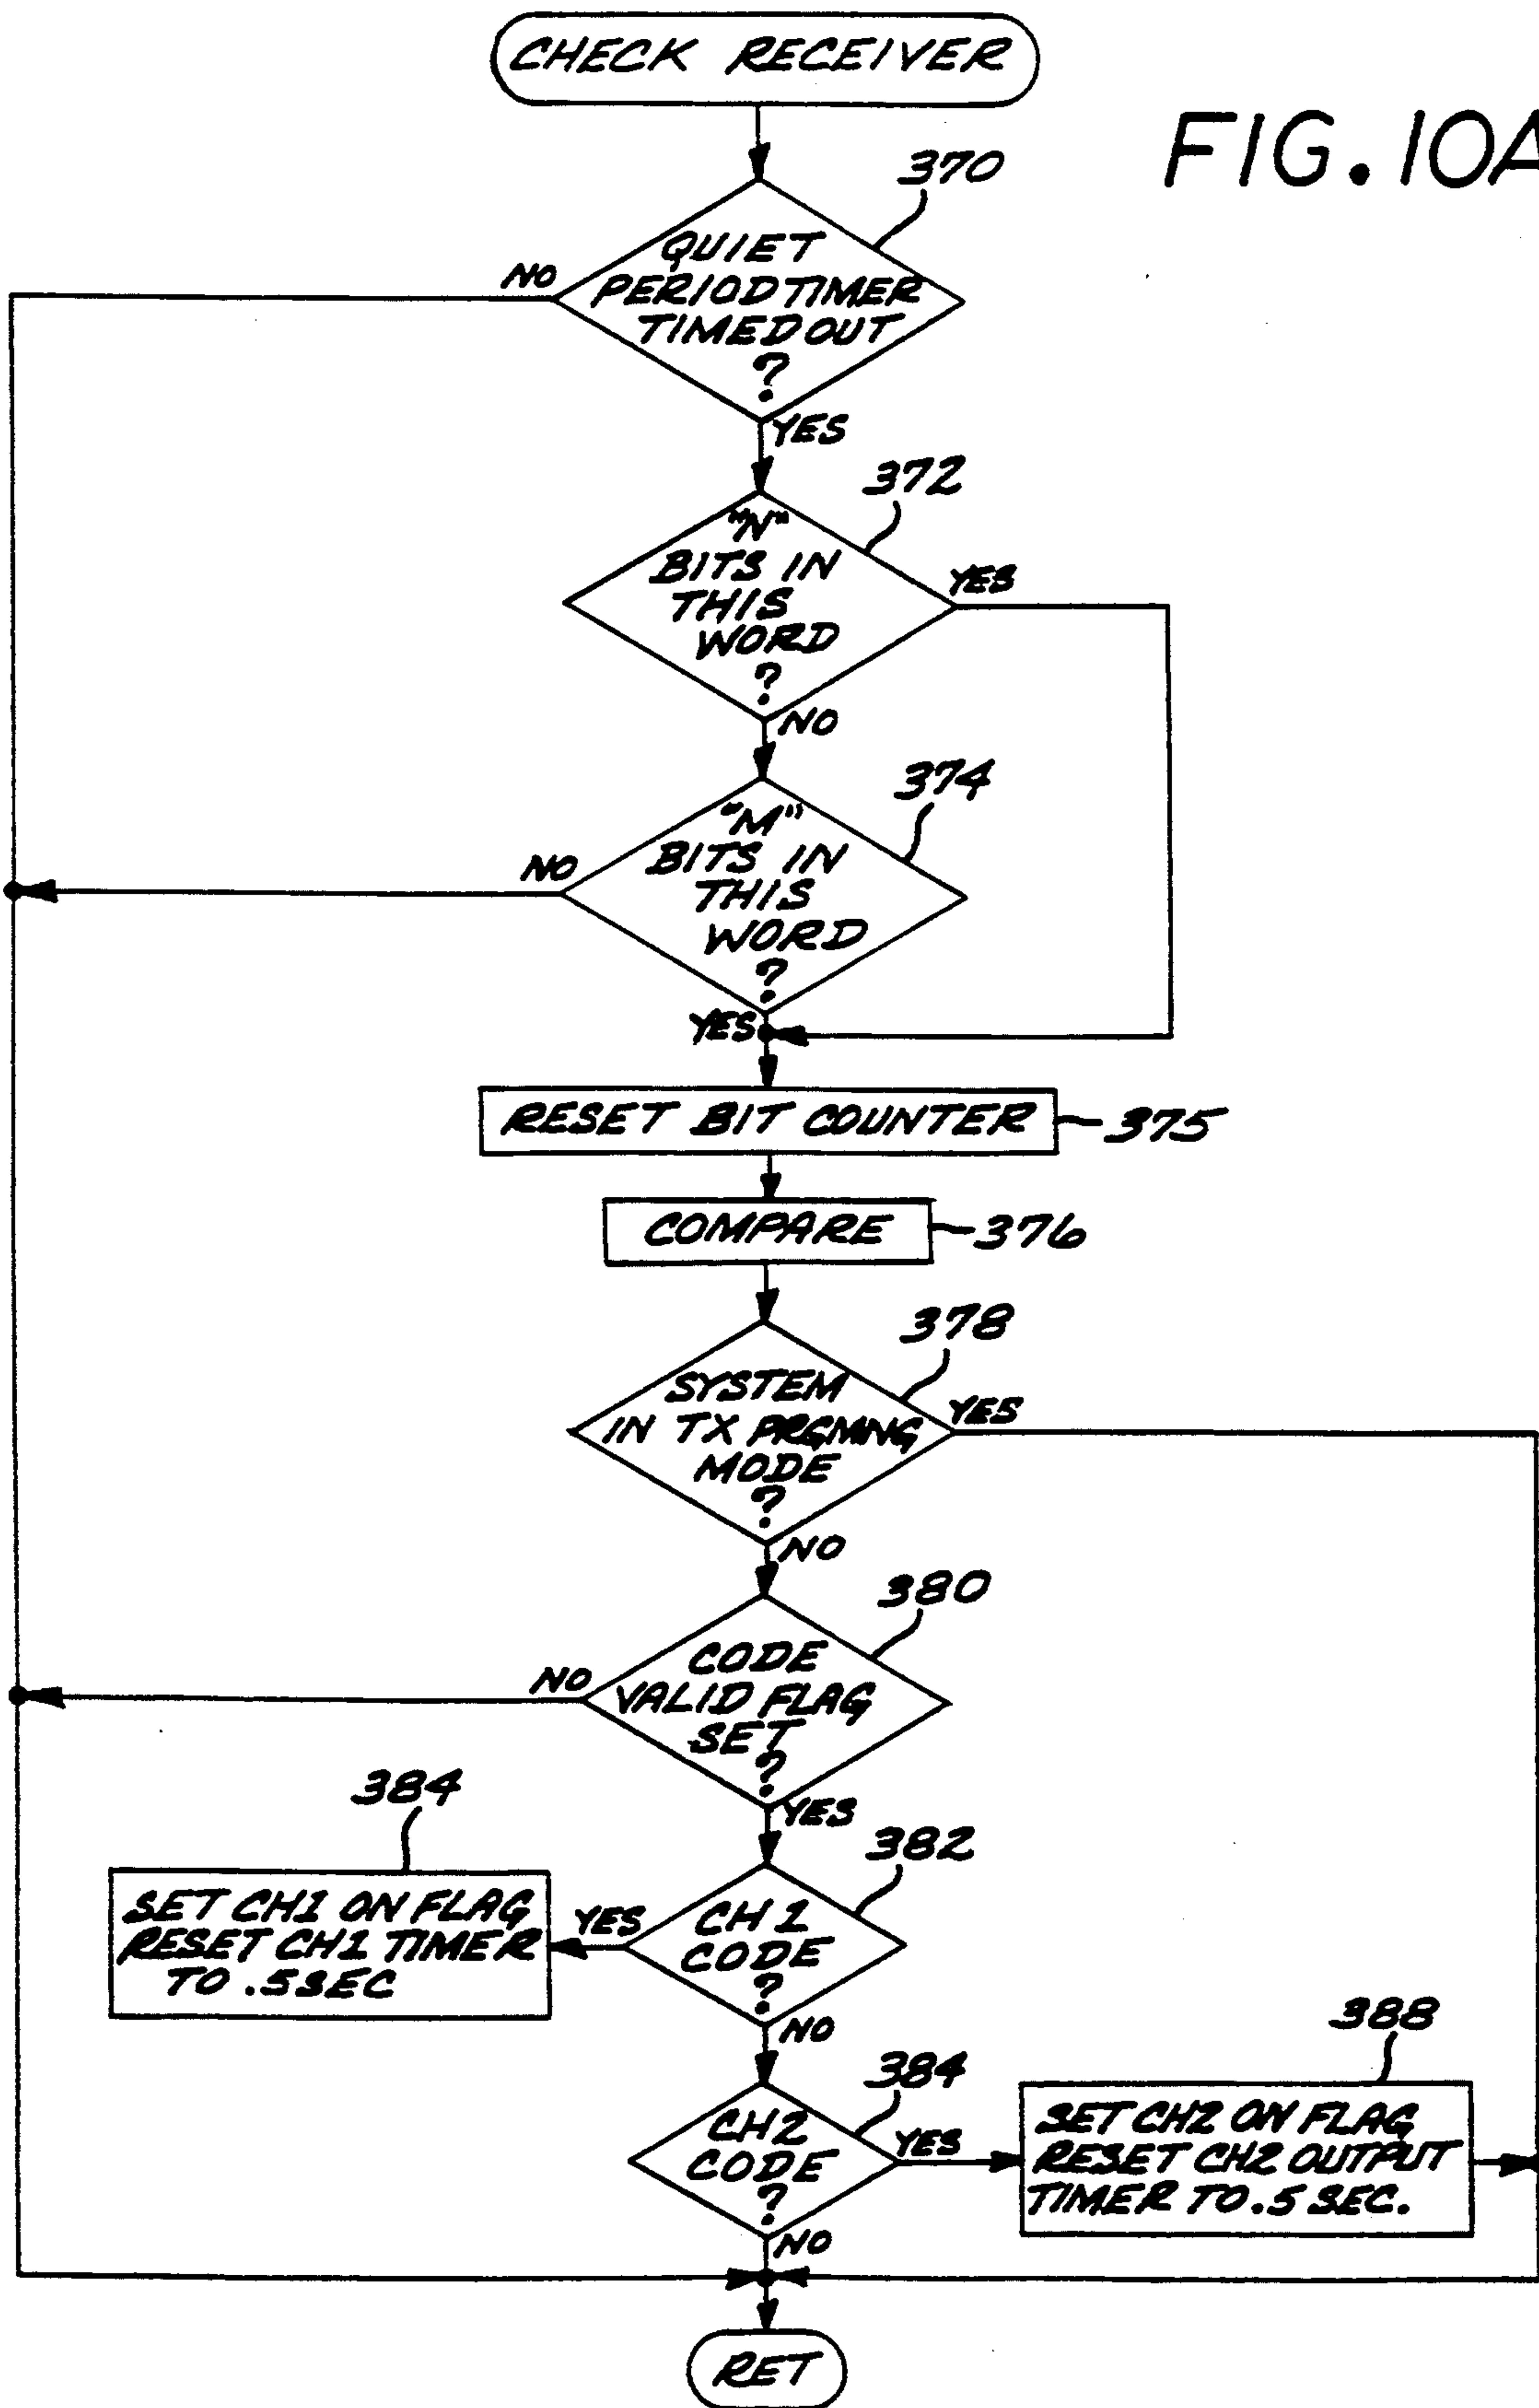 CHECK RECEIVER
FIG. 10A
370
QUIET
PERIOD TIMER
TIMED OUT
?
NO
YES
372
"N"
BITS IN
THIS
WORD
?
YES
NO
374
"M"
BITS IN
THIS
WORD
?
NO
YES
RESET BIT COUNTER
375
COMPARE
376
378
SYSTEM
IN TX PRGMNG
MODE
?
YES
NO
380
CODE
VALID FLAG
SET
?
NO
YES
384
SET CH1 ON FLAG
RESET CH1 TIMER
TO .5SEC
382
CH 1
CODE
?
YES
NO
384
CH2
CODE
?
YES
NO
388
SET CH2 ON FLAG
RESET CH2 OUTPUT
TIMER TO .5 SEC.
RET